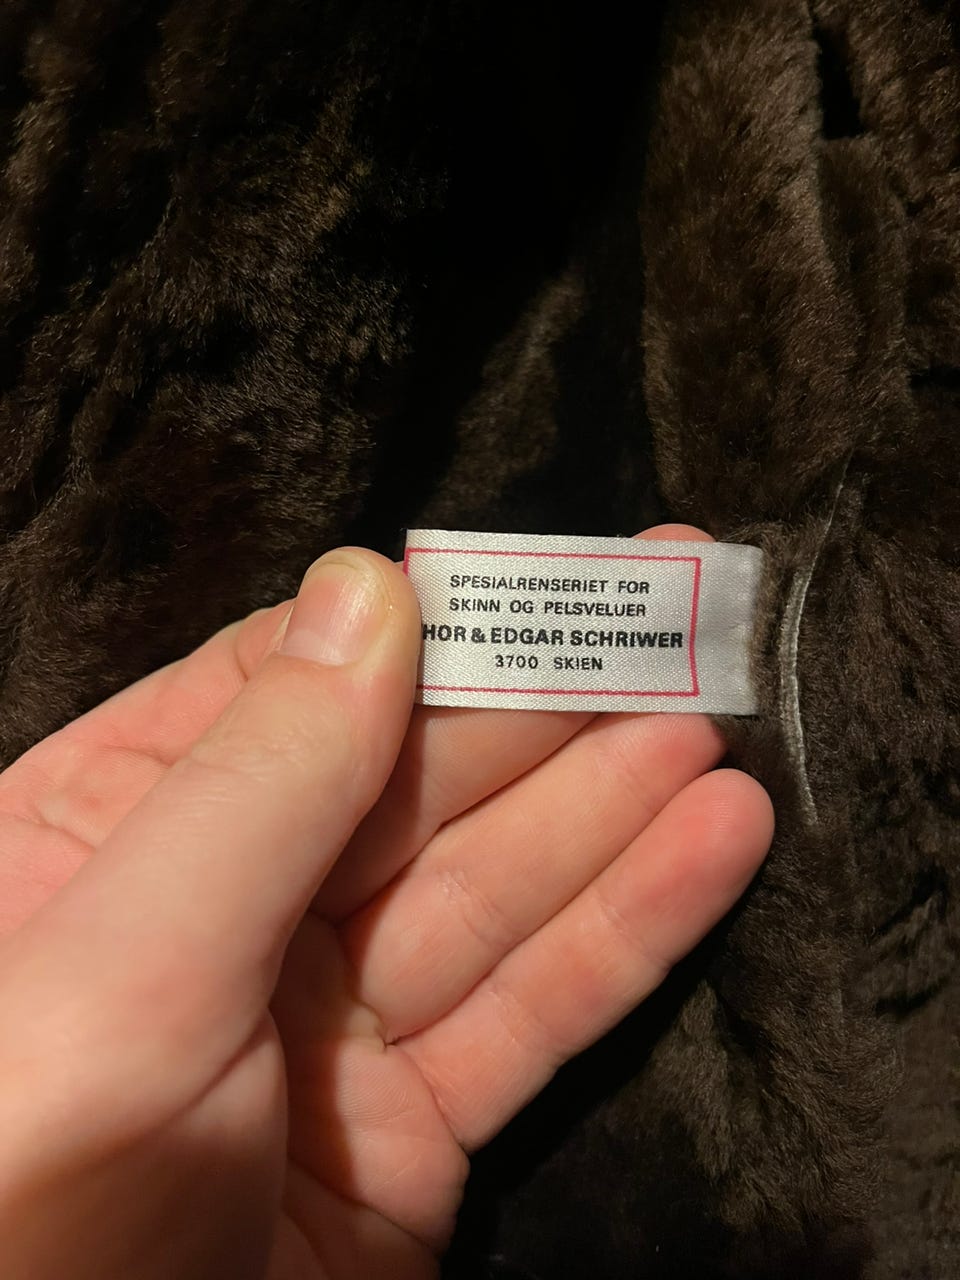 SPESIALRENSERIET FOR
SKINN OG PELSVELUER
HOR & EDGAR SCHRIWER
3700 SKIEN